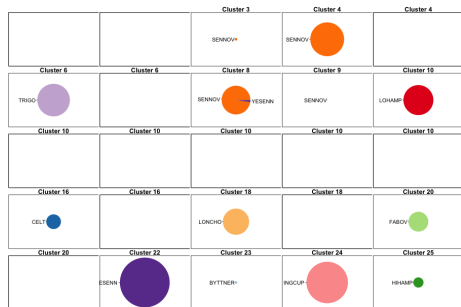 Cluster 3 Cluster 4 Cluster 4
SENNOV SENNOV
Cluster 6 Cluster 6 Cluster 8 Cluster 9 Cluster 10
TRIGO SENNOV YESENN SENNOV LOHAMP
Cluster 10 Cluster 10 Cluster 10 Cluster 10 Cluster 10
Cluster 16 Cluster 16 Cluster 18 Cluster 18 Cluster 20
CELT LONCHO FABOV
Cluster 20 Cluster 22 Cluster 23 Cluster 24 Cluster 25
ESENN BYTTNER INGCUP HIHAMP